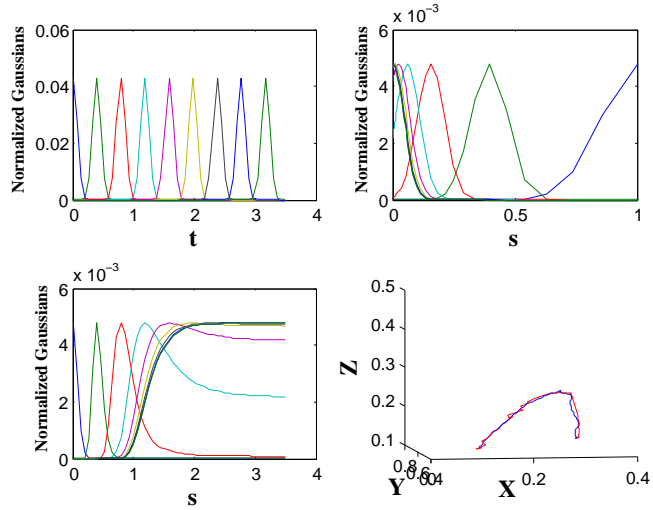 Normalized Gaussians
0.06
0.04
0.02
0
0 1 2 3 4
t
x 10⁻³
Normalized Gaussians
6
4
2
0
0 0.5 1
s
x 10⁻³
Normalized Gaussians
6
4
2
0
0 1 2 3 4
s
Z
0.5
0.4
0.3
0.2
0.1
Y
0.8
0.6
0.4
0 0.2 0.4
X